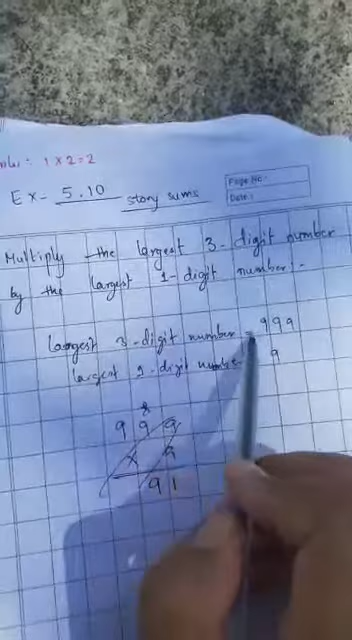 1 x 2 = 2
Ex- 5.10 story sums
Page No.
Date:
Multiply the largest 3-digit number
by the largest 1-digit number.
Largest 3-digit number = 999
largest 1-digit number 9
8
999
x 9
91